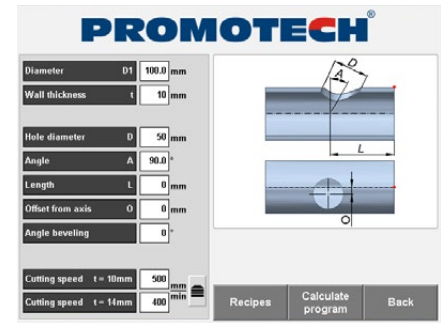 PROMOTECH®
Diameter D1 100.0 mm
Wall thickness t 10 mm
Hole diameter D 50 mm
Angle A 90.0 °
Length L 0 mm
Offset from axis O 0 mm
Angle beveling 0 °
Cutting speed t = 10mm 500
Cutting speed t = 14mm 400
mm
min
D
A
L
O
Recipes
Calculate
program
Back